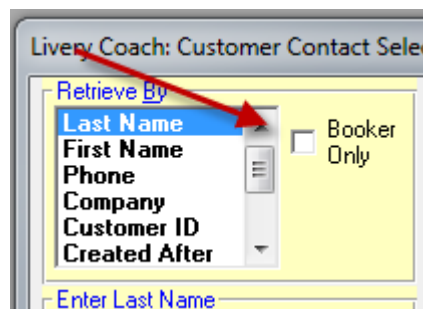 Livery Coach: Customer Contact Sele
Retrieve By
Last Name
First Name
Phone
Company
Customer ID
Created After
Booker
Only
Enter Last Name